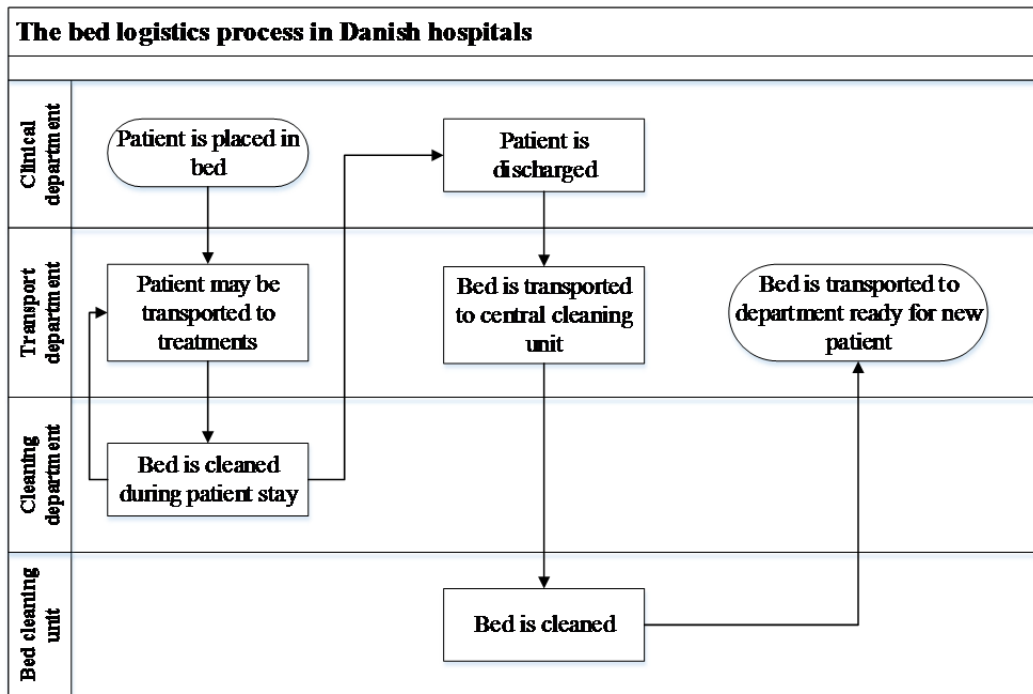 The bed logistics process in Danish hospitals
Clinical
department
Patient is placed in
bed
Patient is
discharged
Transport
department
Patient may be
transported to
treatments
Bed is transported
to central cleaning
unit
Bed is transported to
department ready for new
patient
Cleaning
department
Bed is cleaned
during patient stay
Bed cleaning
unit
Bed is cleaned